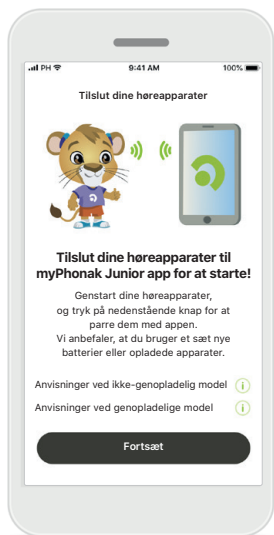 PH
9:41 AM
100%
Tilslut dine høreapparater
Tilslut dine høreapparater til
myPhonak Junior app for at starte!
Genstart dine høreapparater,
og tryk på nedenstående knap for at
parre dem med appen.
Vi anbefaler, at du bruger et sæt nye
batterier eller opladede apparater.
Anvisninger ved ikke-genopladelig model i
Anvisninger ved genopladelige model i
Fortsæt